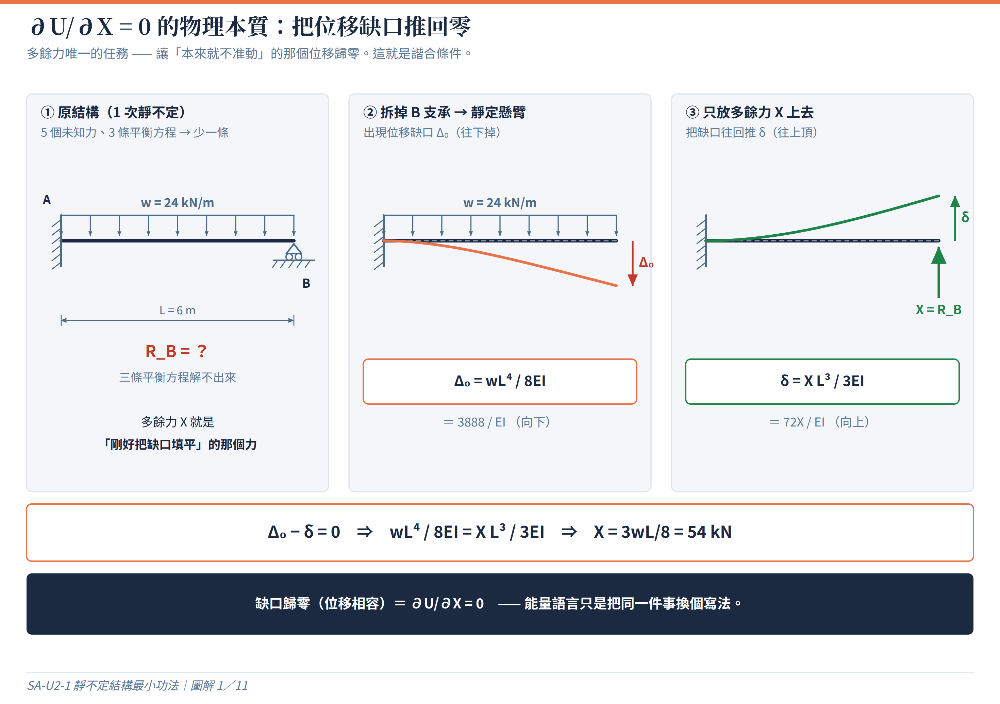 ∂U/∂X = 0 的物理本質：把位移缺口推回零
多餘力唯一的任務 —— 讓「本來就不准動」的那個位移歸零。這就是諧合條件。
① 原結構（1 次靜不定）
5 個未知力、3 條平衡方程 → 少一條
A
w = 24 kN/m
B
L = 6 m
R_B = ？
三條平衡方程解不出來
多餘力 X 就是
「剛好把缺口填平」的那個力
② 拆掉 B 支承 → 靜定懸臂
出現位移缺口 Δ₀（往下掉）
w = 24 kN/m
Δ₀
Δ₀ = wL⁴ / 8EI
＝ 3888 / EI （向下）
③ 只放多餘力 X 上去
把缺口往回推 δ（往上頂）
δ
X = R_B
δ = X L³ / 3EI
＝ 72X / EI （向上）
Δ₀ − δ = 0　⇒　wL⁴ / 8EI = X L³ / 3EI　⇒　X = 3wL/8 = 54 kN
缺口歸零（位移相容）＝ ∂U/∂X = 0　—— 能量語言只是把同一件事換個寫法。
SA-U2-1 靜不定結構最小功法｜圖解 1／11